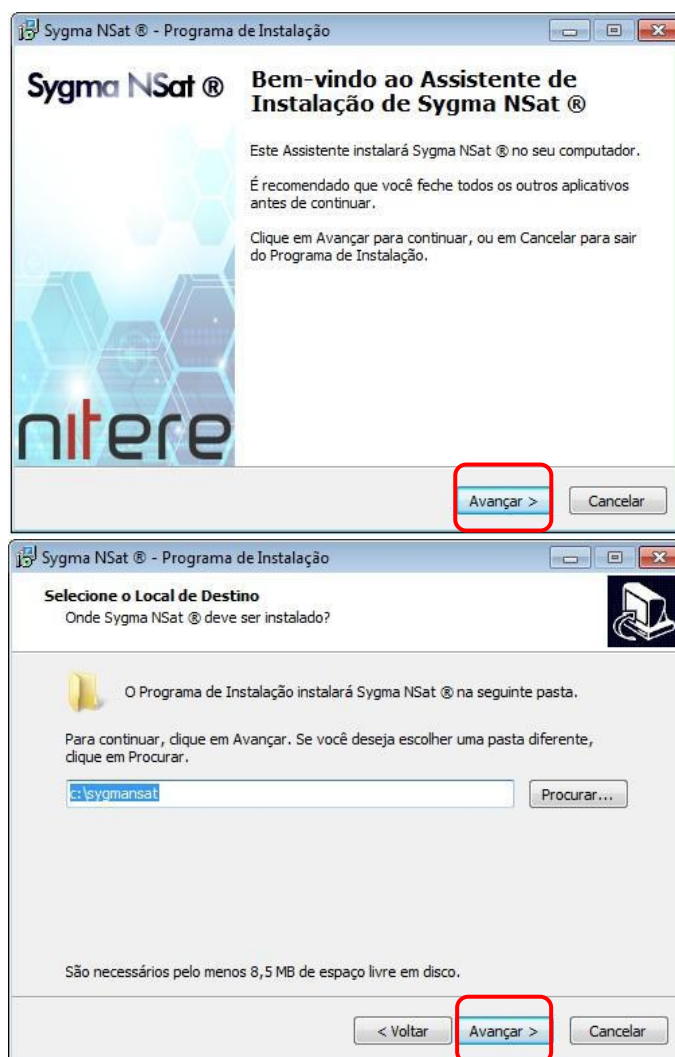 Sygma NSat ® - Programa de Instalação
Sygma NSat ®
Bem-vindo ao Assistente de
Instalação de Sygma NSat ®
Este Assistente instalará Sygma NSat ® no seu computador.
É recomendado que você feche todos os outros aplicativos
antes de continuar.
Clique em Avançar para continuar, ou em Cancelar para sair
do Programa de Instalação.
nitere
Avançar >
Cancelar
Sygma NSat ® - Programa de Instalação
Selecione o Local de Destino
Onde Sygma NSat ® deve ser instalado?
O Programa de Instalação instalará Sygma NSat ® na seguinte pasta.
Para continuar, clique em Avançar. Se você deseja escolher uma pasta diferente,
clique em Procurar.
c:\sygmansat
Procurar...
São necessários pelo menos 8,5 MB de espaço livre em disco.
< Voltar
Avançar >
Cancelar